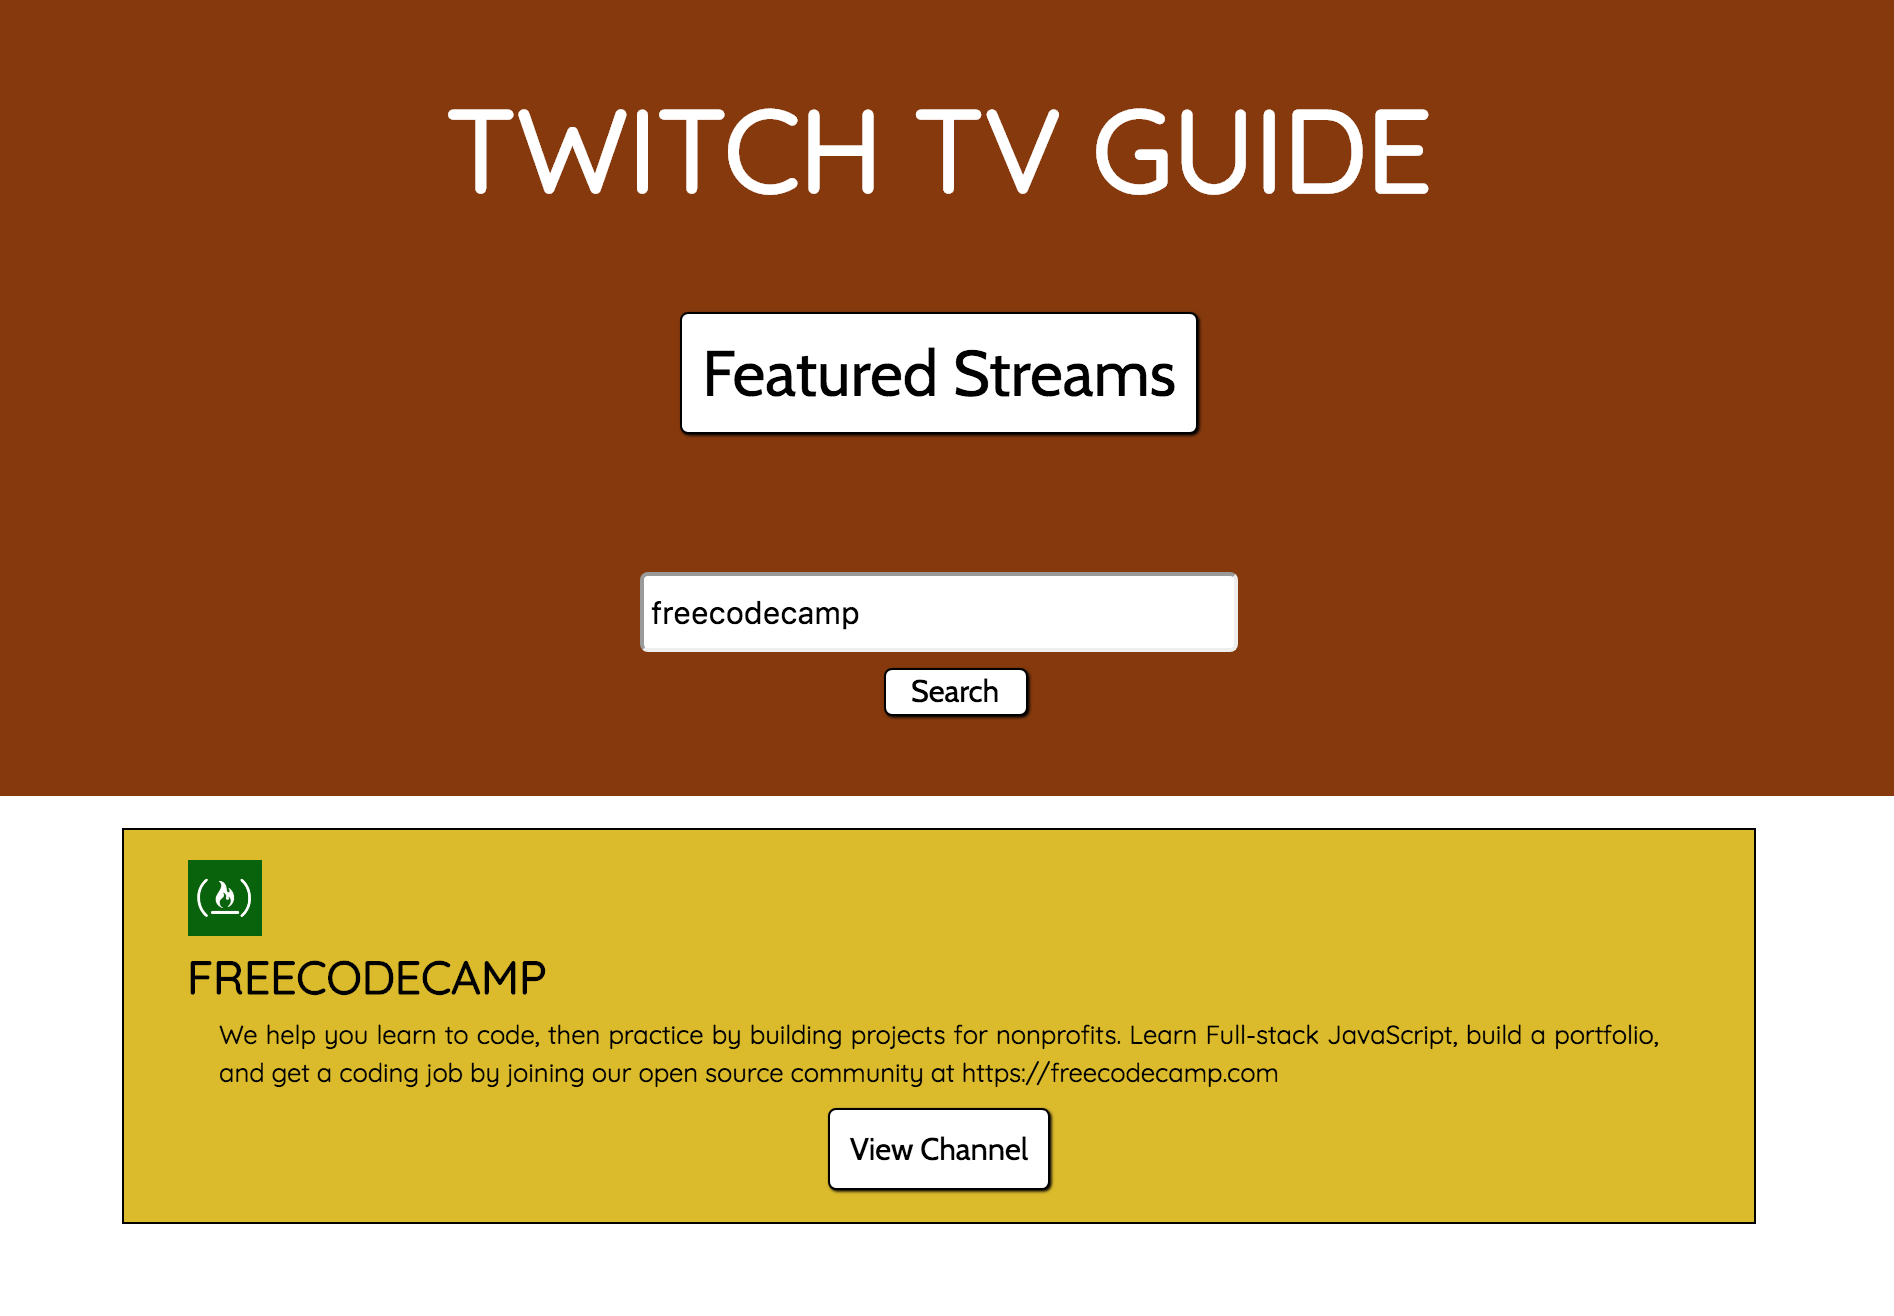 TWITCH TV GUIDE
Featured Streams
freecodecamp
Search
FREECODECAMP
We help you learn to code, then practice by building projects for nonprofits. Learn Full-stack JavaScript, build a portfolio,
and get a coding job by joining our open source community at https://freecodecamp.com
View Channel